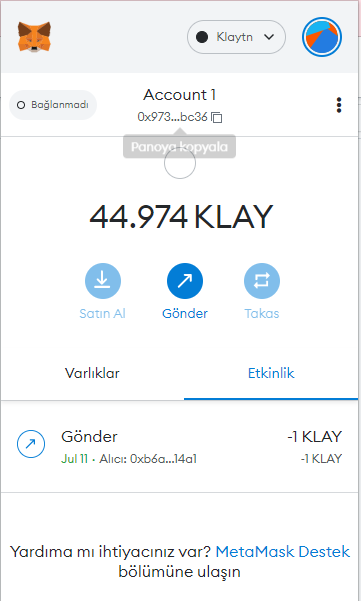 Klaytn
Bağlanmadı
Account 1
0x973...bc36
Panoya kopyala
44.974 KLAY
Satın Al
Gönder
Takas
Varlıklar
Etkinlik
Gönder
-1 KLAY
Jul 11 · Alıcı: 0xb6a...14a1
-1 KLAY
Yardıma mı ihtiyacınız var? MetaMask Destek
bölümüne ulaşın